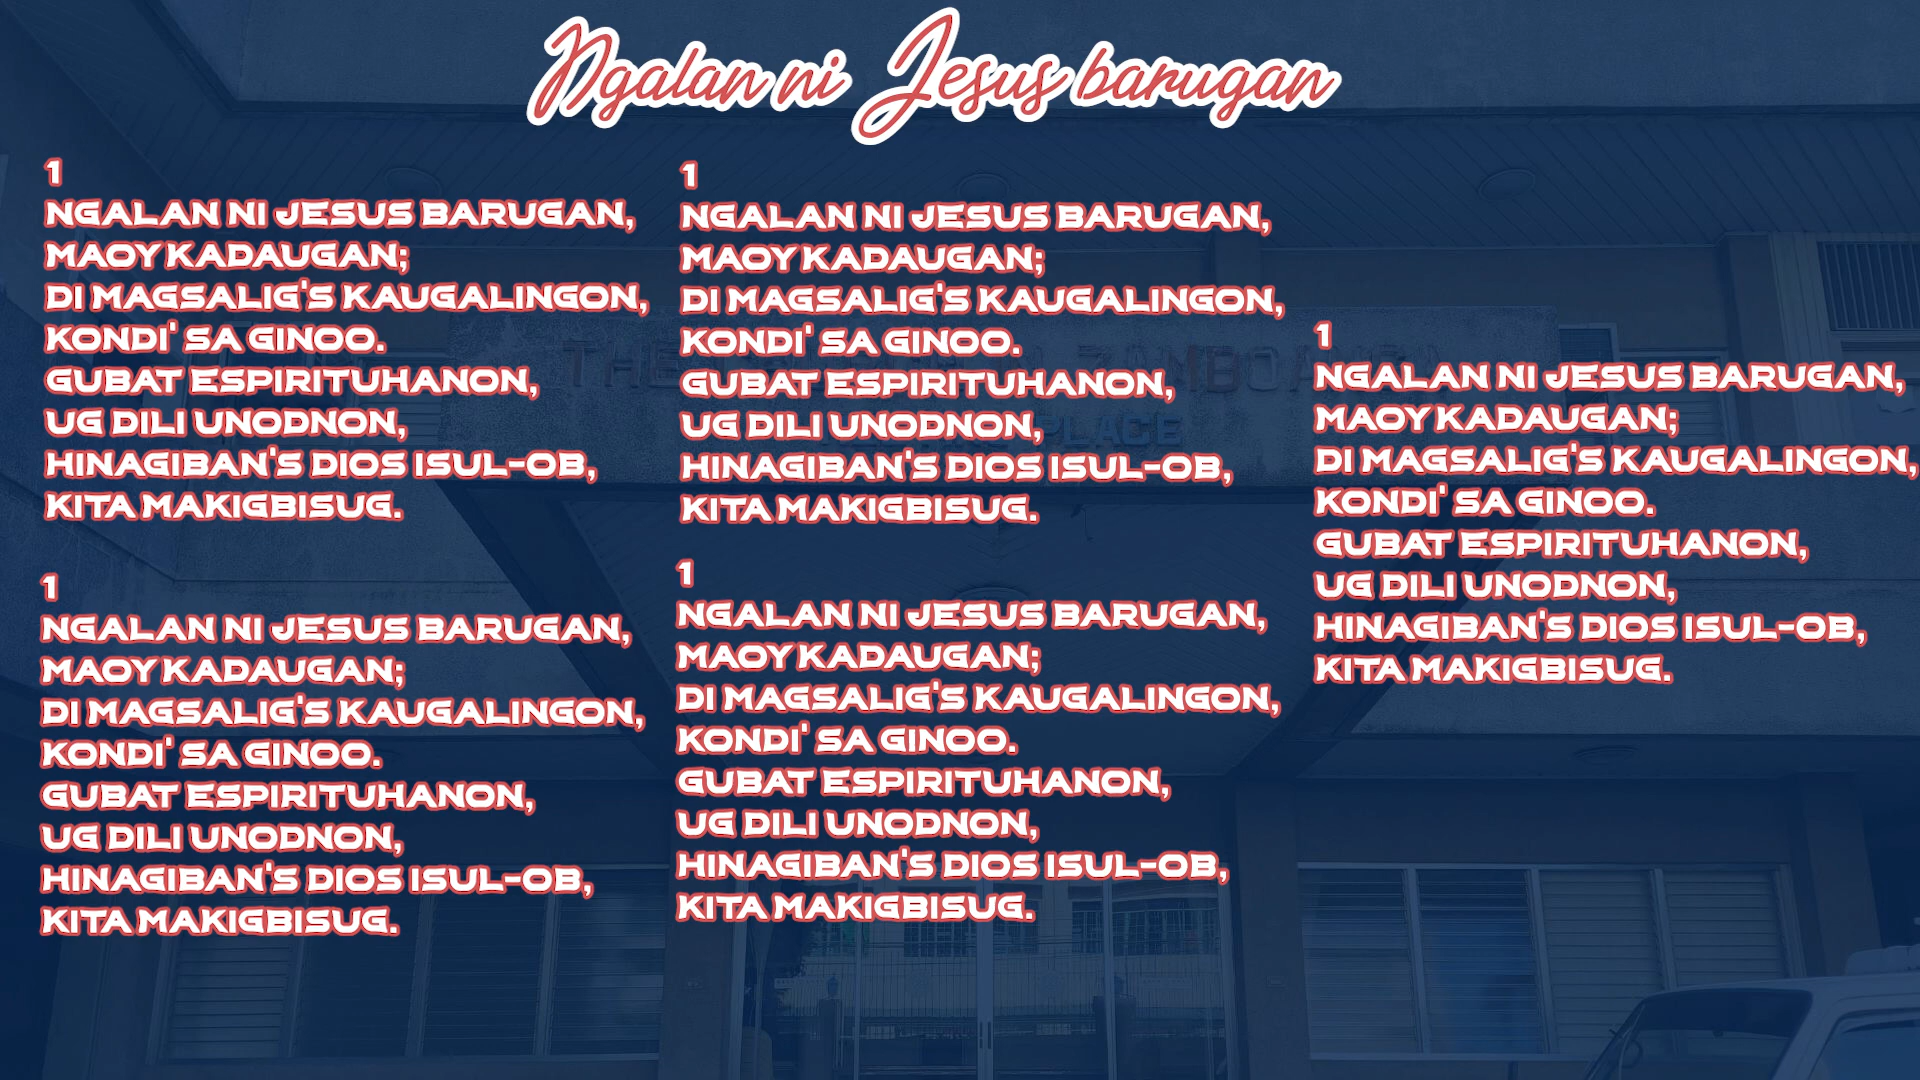 Ngalan ni Jesus barugan
1
NGALAN NI JESUS BARUGAN,
MAOY KADAUGAN;
DI MAGSALIG'S KAUGALINGON,
KONDI' SA GINOO.
GUBAT ESPIRITUHANON,
UG DILI UNODNON,
HINAGIBAN'S DIOS ISUL-OB,
KITA MAKIGBISUG.
1
NGALAN NI JESUS BARUGAN,
MAOY KADAUGAN;
DI MAGSALIG'S KAUGALINGON,
KONDI' SA GINOO.
GUBAT ESPIRITUHANON,
UG DILI UNODNON,
HINAGIBAN'S DIOS ISUL-OB,
KITA MAKIGBISUG.
1
NGALAN NI JESUS BARUGAN,
MAOY KADAUGAN;
DI MAGSALIG'S KAUGALINGON,
KONDI' SA GINOO.
GUBAT ESPIRITUHANON,
UG DILI UNODNON,
HINAGIBAN'S DIOS ISUL-OB,
KITA MAKIGBISUG.
1
NGALAN NI JESUS BARUGAN,
MAOY KADAUGAN;
DI MAGSALIG'S KAUGALINGON,
KONDI' SA GINOO.
GUBAT ESPIRITUHANON,
UG DILI UNODNON,
HINAGIBAN'S DIOS ISUL-OB,
KITA MAKIGBISUG.
1
NGALAN NI JESUS BARUGAN,
MAOY KADAUGAN;
DI MAGSALIG'S KAUGALINGON,
KONDI' SA GINOO.
GUBAT ESPIRITUHANON,
UG DILI UNODNON,
HINAGIBAN'S DIOS ISUL-OB,
KITA MAKIGBISUG.
THE ZAMBOANGA
PLACE